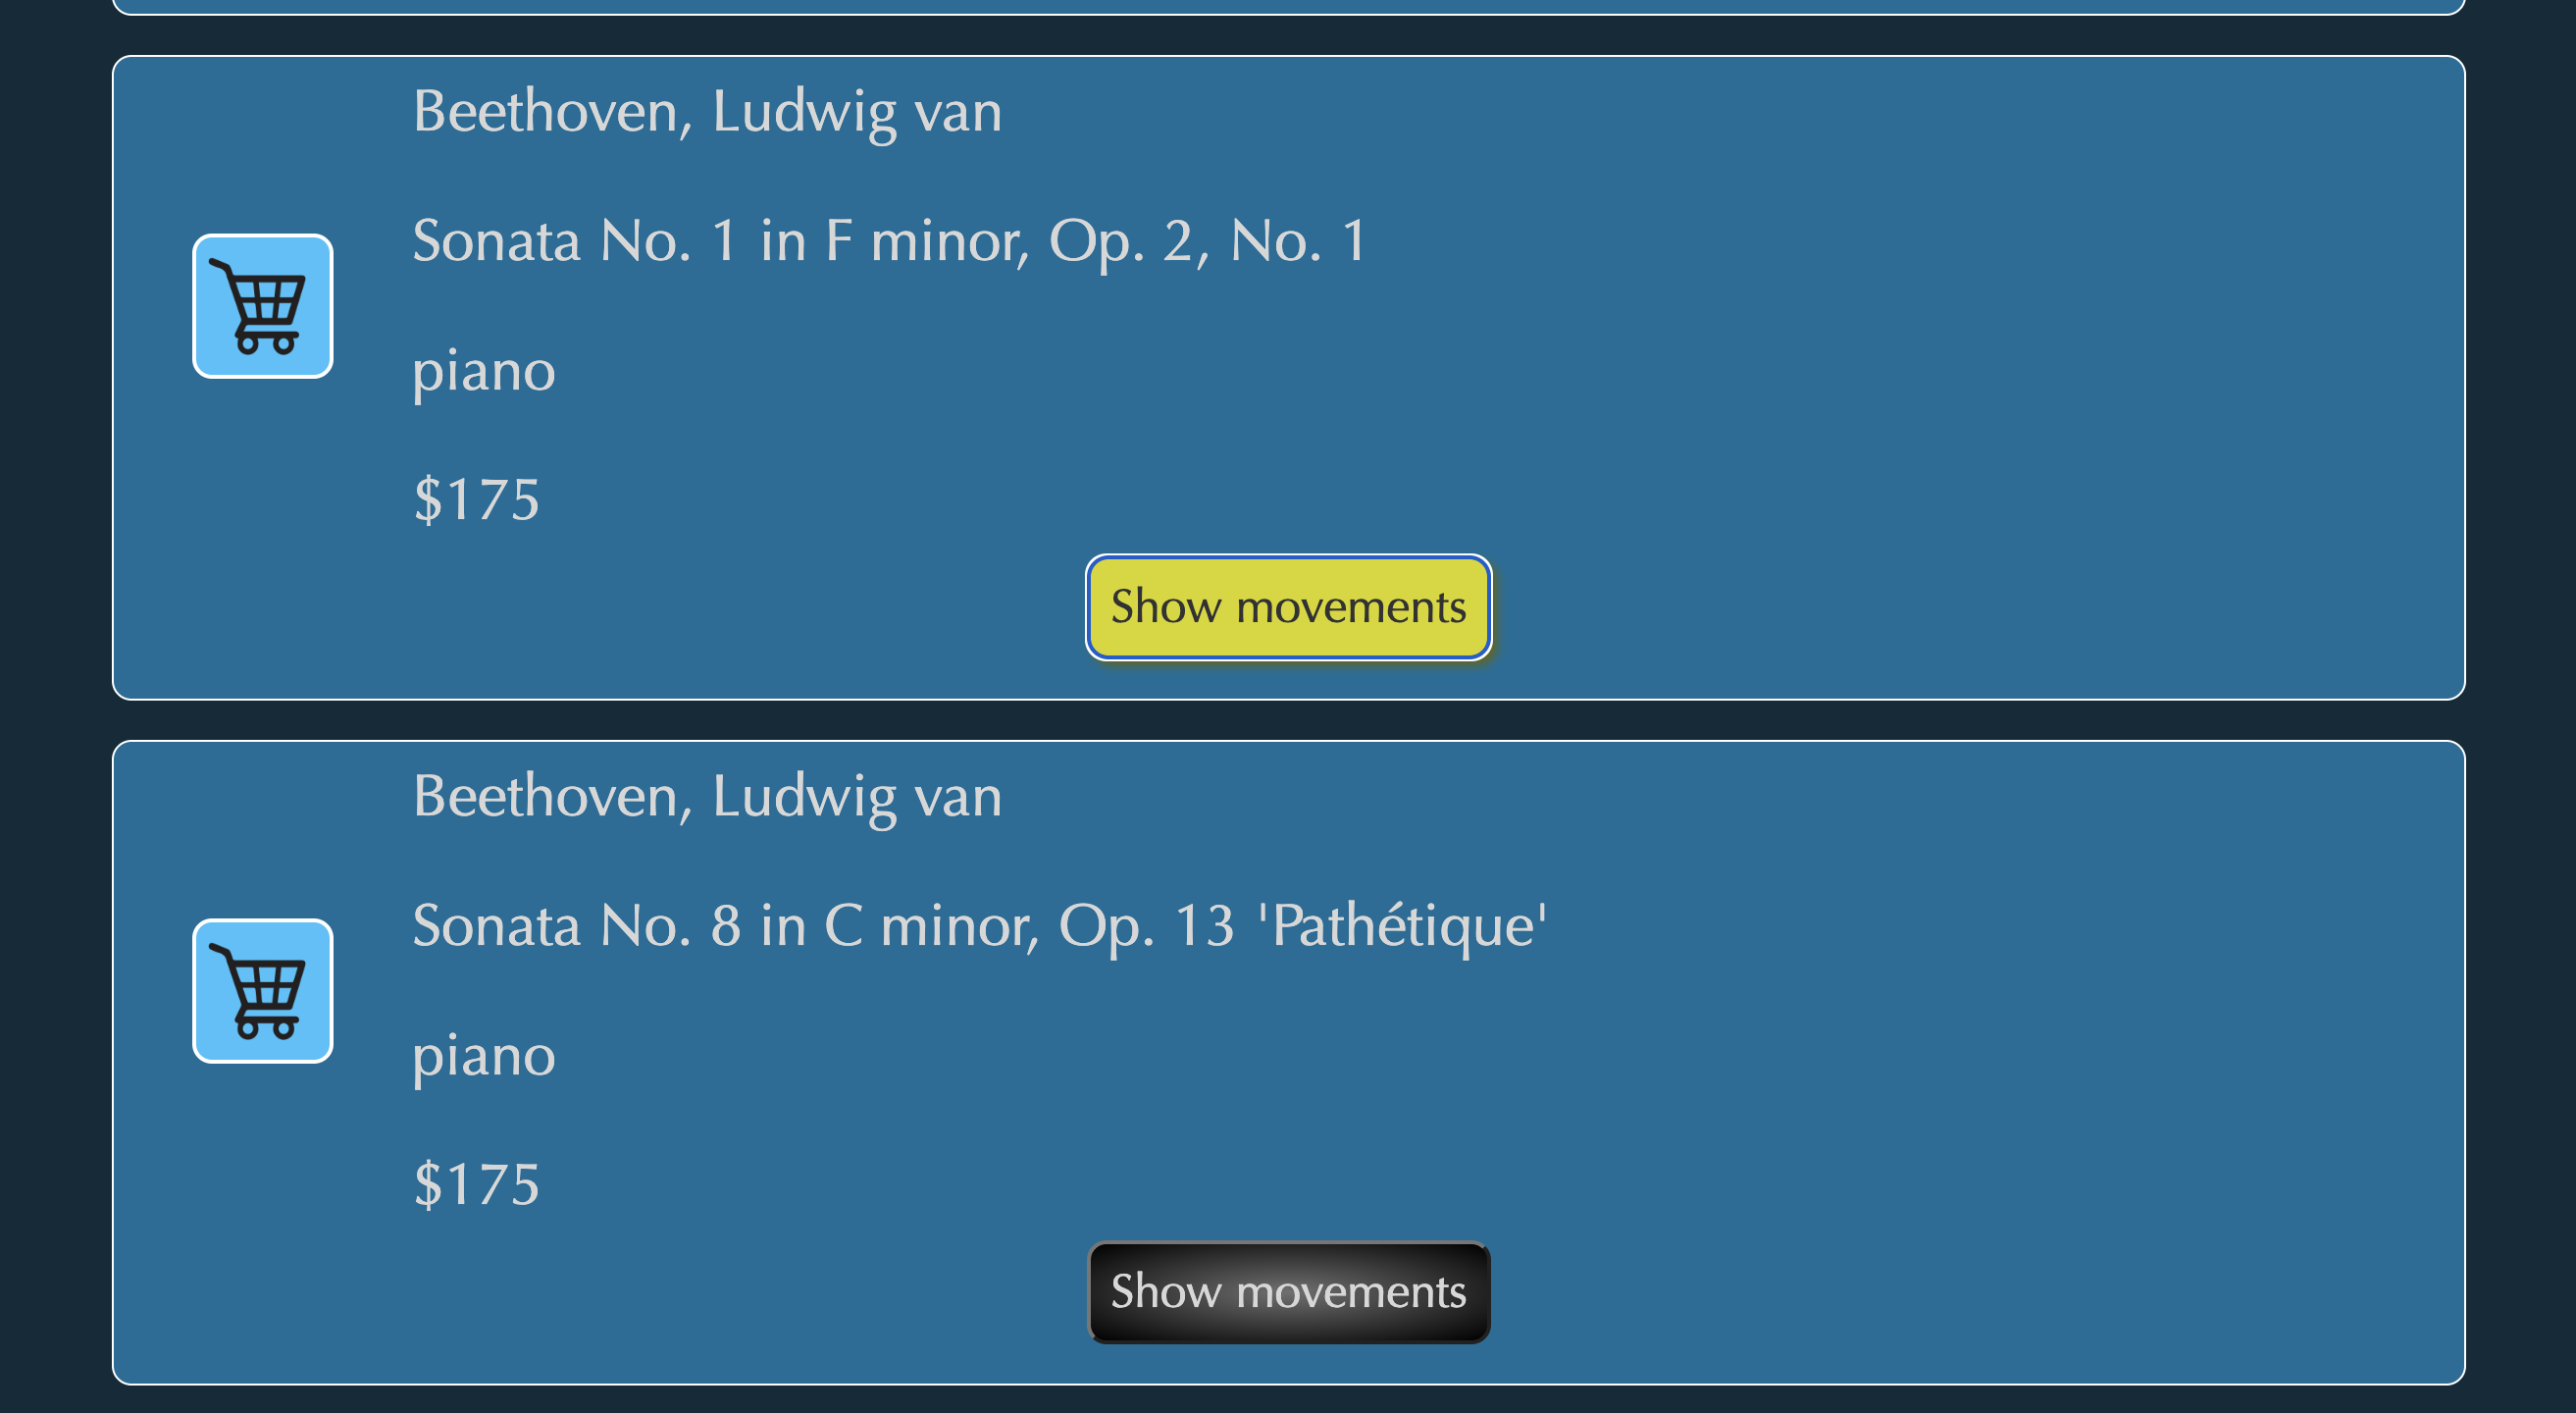 Beethoven, Ludwig van
Sonata No. 1 in F minor, Op. 2, No. 1
piano
$175
Show movements
Beethoven, Ludwig van
Sonata No. 8 in C minor, Op. 13 'Pathétique'
piano
$175
Show movements